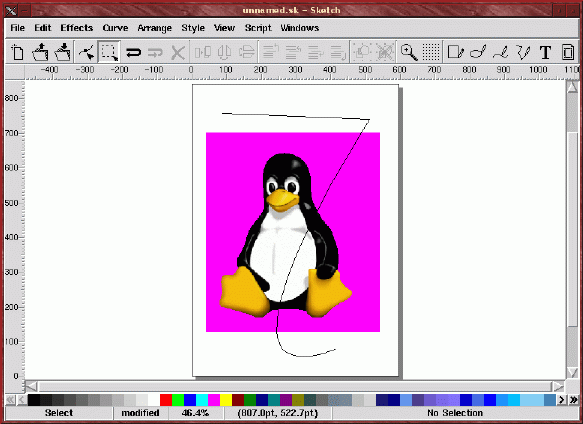 unnamed.sk - Sketch
File Edit Effects Curve Arrange Style View Script Windows
-400 -300 -200 -100 0 100 200 300 400 500 600 700 800 900 1000 1100
800
700
600
500
400
300
200
100
0
Select modified 46.4% (807.0pt, 522.7pt) No Selection